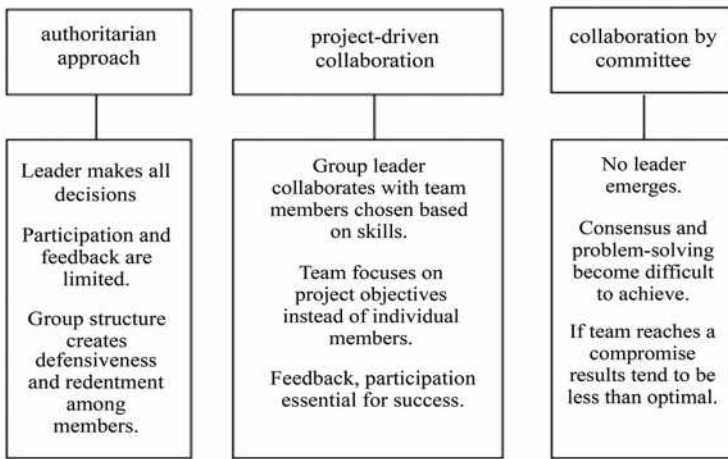 authoritarian
approach
Leader makes all
decisions
Participation and
feedback are
limited.
Group structure
creates
defensiveness
and redentment
among
members.
project-driven
collaboration
Group leader
collaborates with team
members chosen based
on skills.
Team focuses on
project objectives
instead of individual
members.
Feedback, participation
essential for success.
collaboration by
committee
No leader
emerges.
Consensus and
problem-solving
become difficult
to achieve.
If team reaches a
compromise
results tend to be
less than optimal.